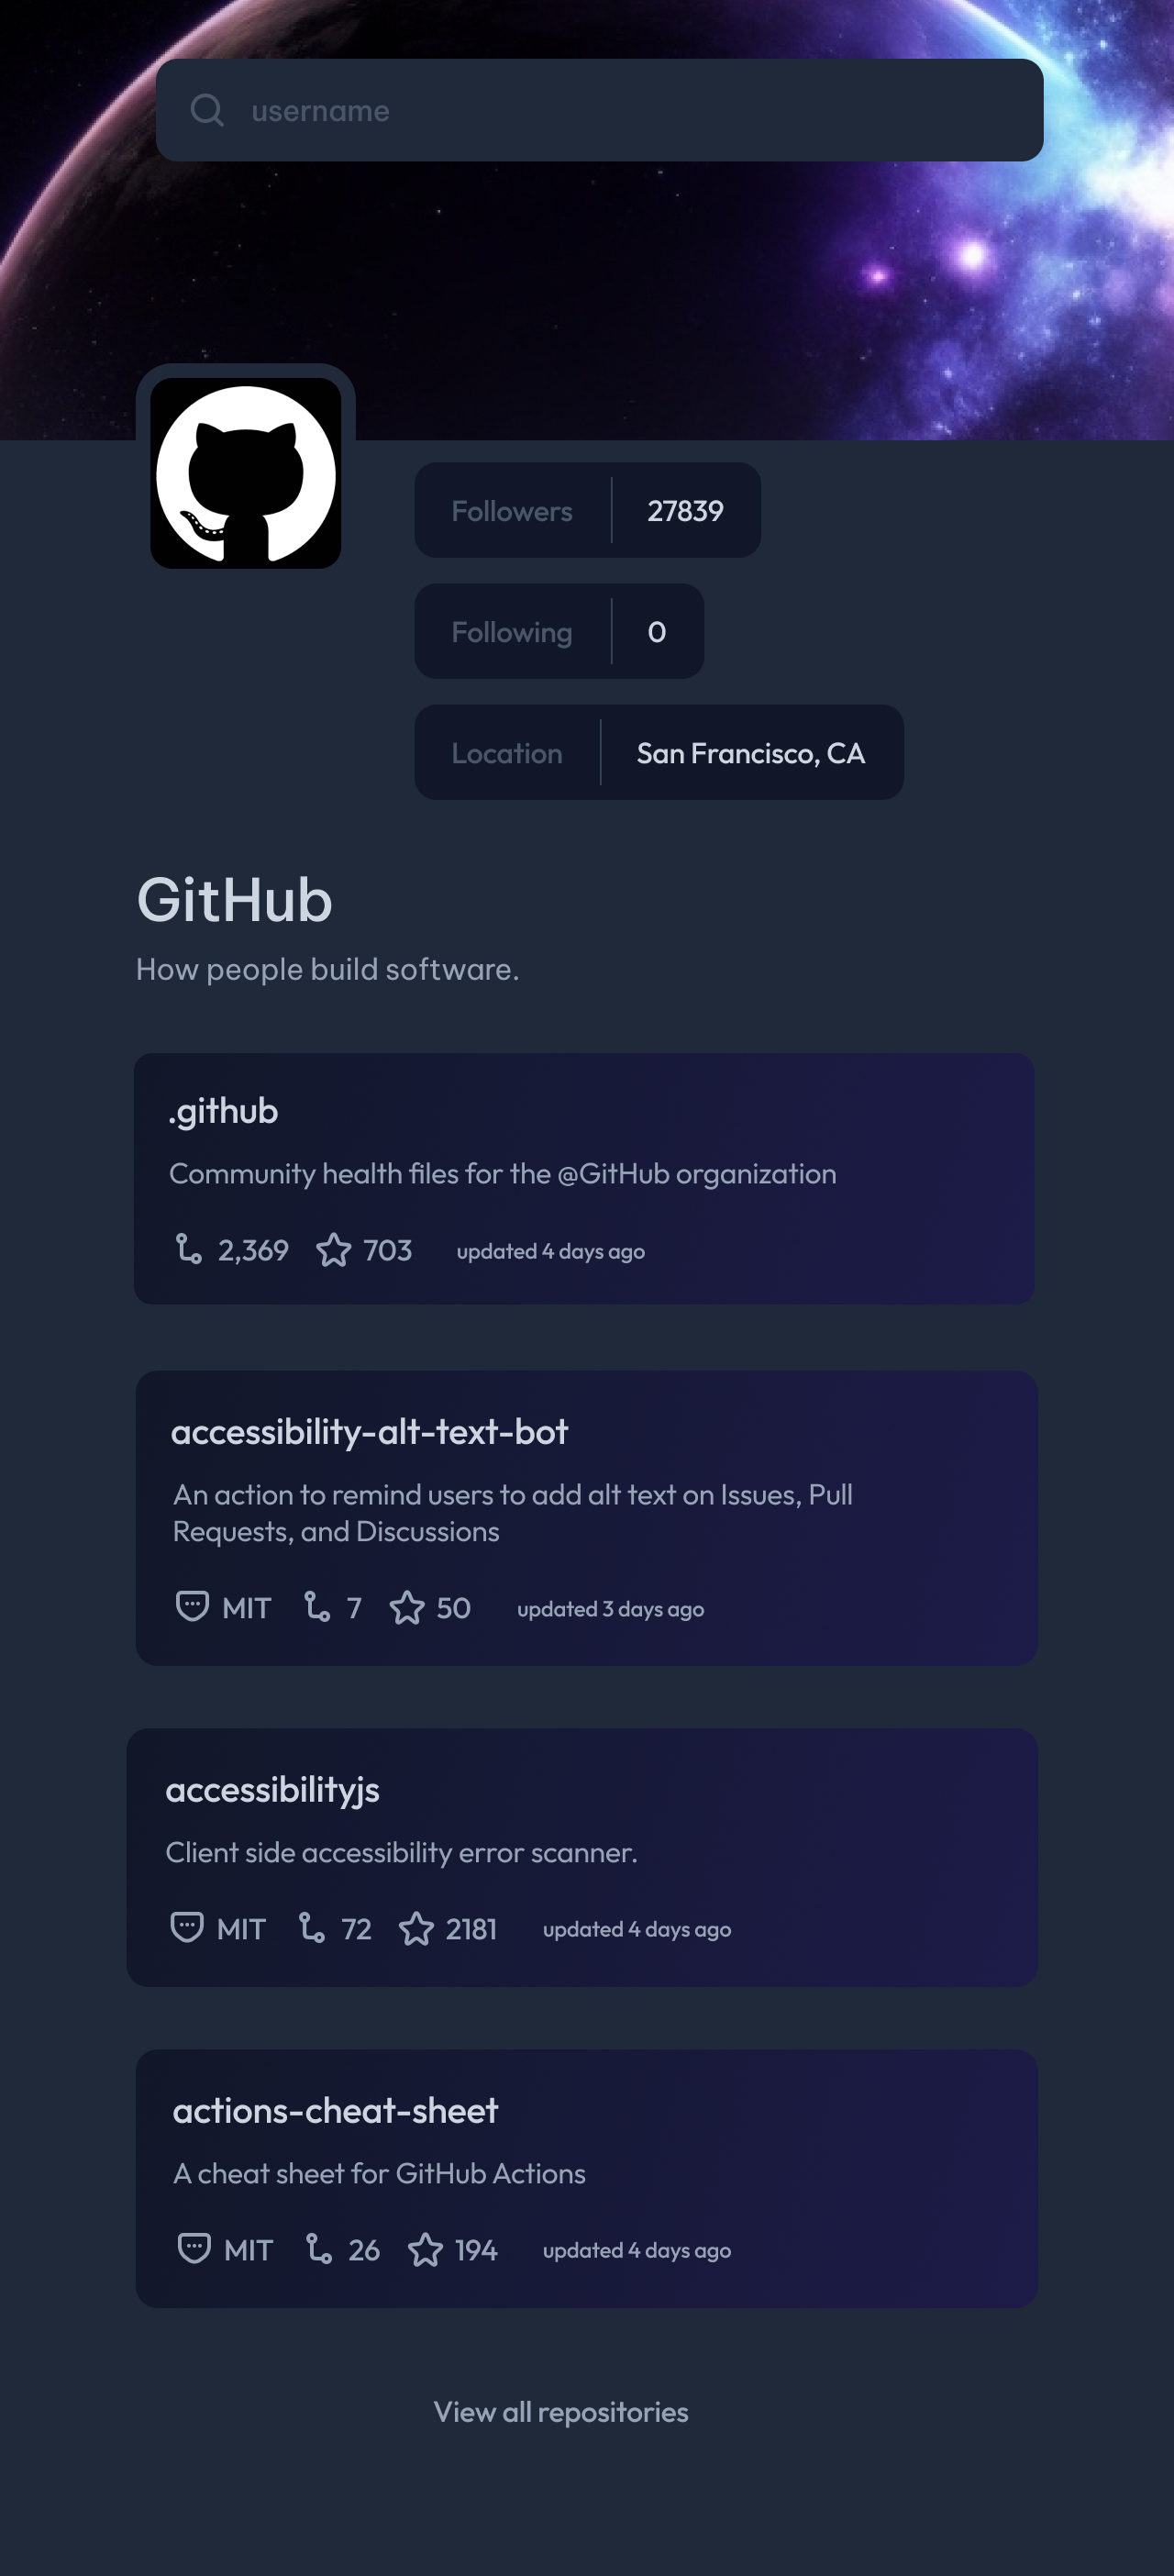 username
Followers 27839
Following 0
Location San Francisco, CA
GitHub
How people build software.
.github
Community health files for the @GitHub organization
2,369 703 updated 4 days ago
accessibility-alt-text-bot
An action to remind users to add alt text on Issues, Pull
Requests, and Discussions
MIT 7 50 updated 3 days ago
accessibilityjs
Client side accessibility error scanner.
MIT 72 2181 updated 4 days ago
actions-cheat-sheet
A cheat sheet for GitHub Actions
MIT 26 194 updated 4 days ago
View all repositories